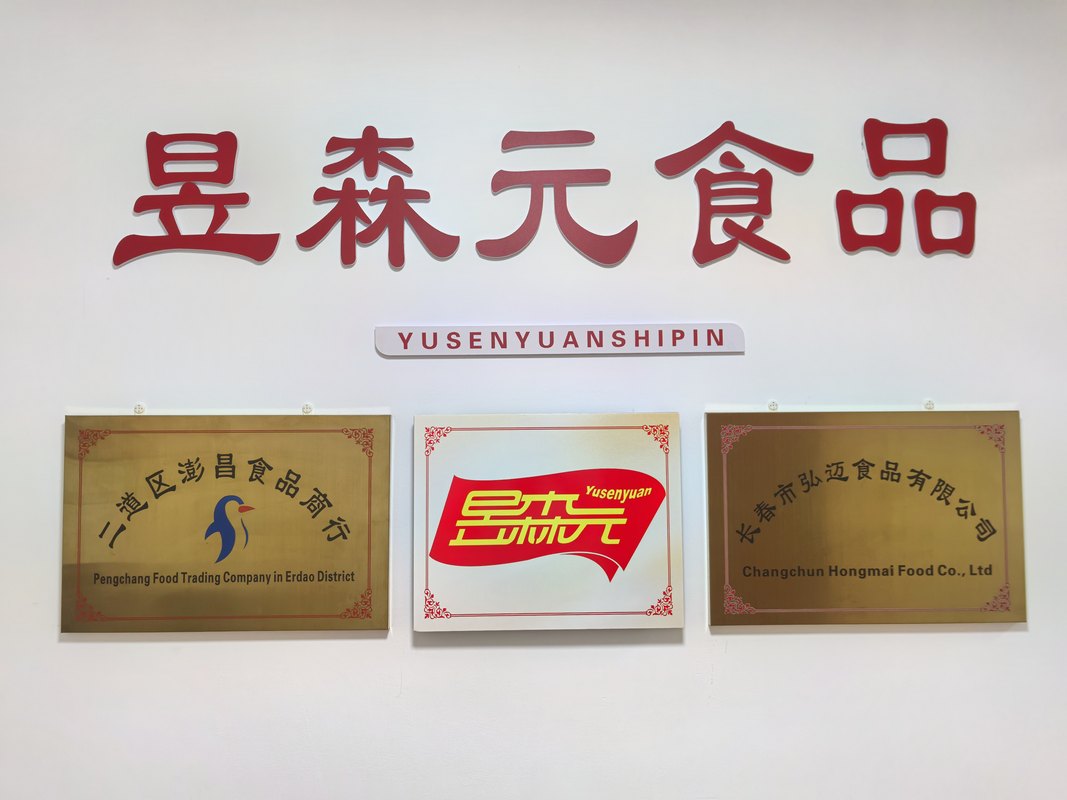 昱森元食品
YUSENYUANSHIPIN
二道区澎昌食品商行
Pengchang Food Trading Company in Erdao District
Yusenyuan
昱森元
长春市弘迈食品有限公司
Changchun Hongmai Food Co., Ltd